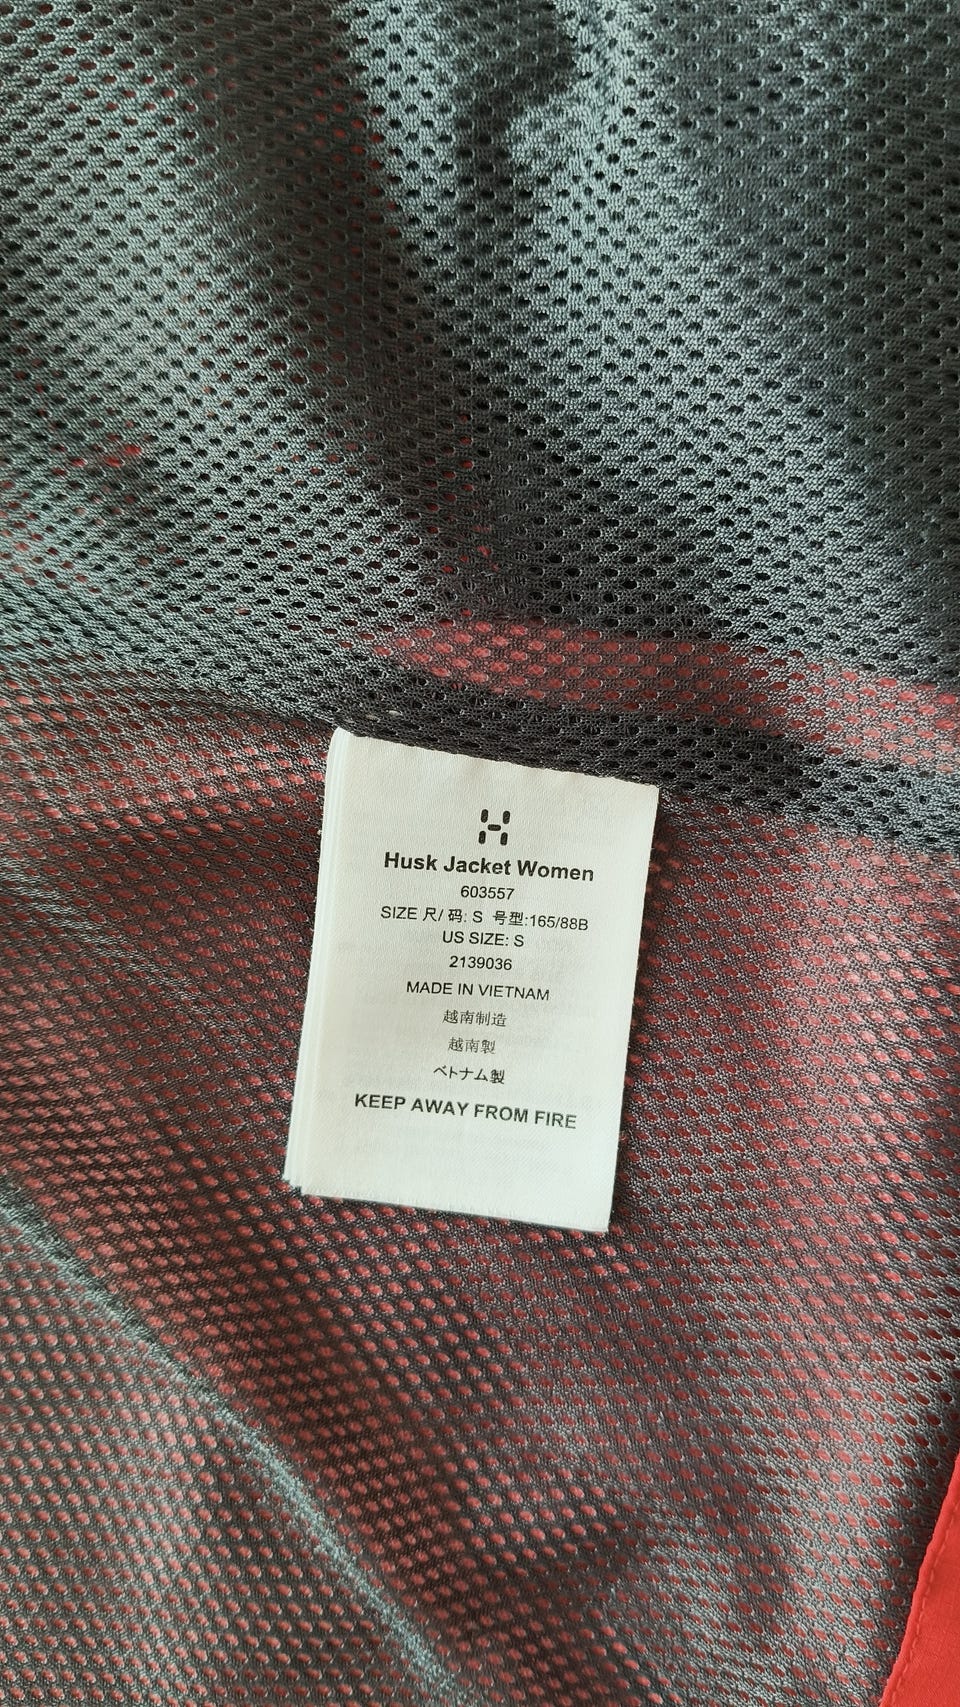 Husk Jacket Women
603557
SIZE 尺/ 码: S 号型:165/88B
US SIZE: S
2139036
MADE IN VIETNAM
越南制造
越南製
ベトナム製
KEEP AWAY FROM FIRE